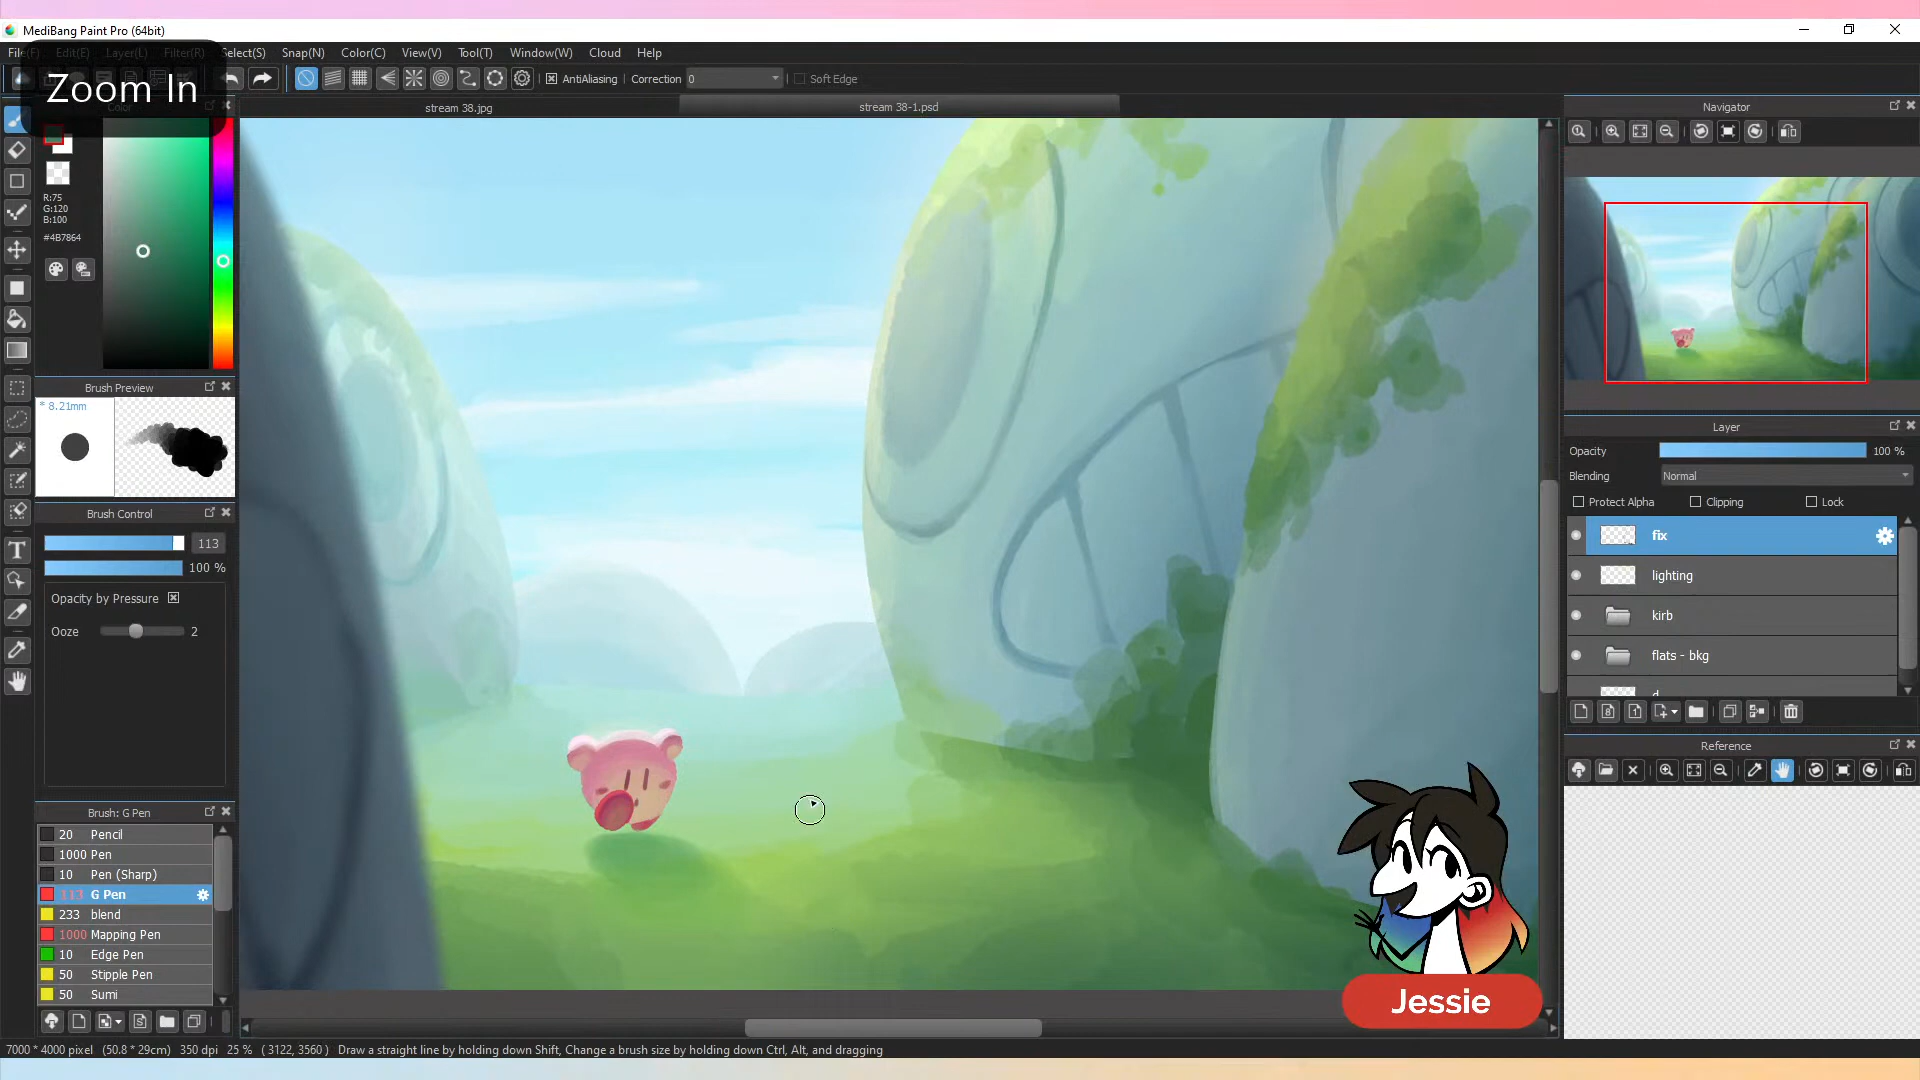 MediBang Paint Pro (64bit)
File(F) Edit(E) Layer(L) Filter(R) Select(S) Snap(N) Color(C) View(V) Tool(T) Window(W) Cloud Help
Zoom In
AntiAliasing Correction 0 Soft Edge
Color
stream 38.jpg
stream 38-1.psd
R:75
G:120
B:100
#4B7864
Brush Preview
* 8.21mm
Brush Control
113
100 %
Opacity by Pressure
Ooze 2
Brush: G Pen
20 Pencil
1000 Pen
10 Pen (Sharp)
113 G Pen
233 blend
1000 Mapping Pen
10 Edge Pen
50 Stipple Pen
50 Sumi
Navigator
Layer
Opacity 100 %
Blending Normal
Protect Alpha Clipping Lock
fix
lighting
kirb
flats - bkg
Reference
Jessie
7000 * 4000 pixel (50.8 * 29cm) 350 dpi 25 % ( 3122, 3560 ) Draw a straight line by holding down Shift, Change a brush size by holding down Ctrl, Alt, and dragging